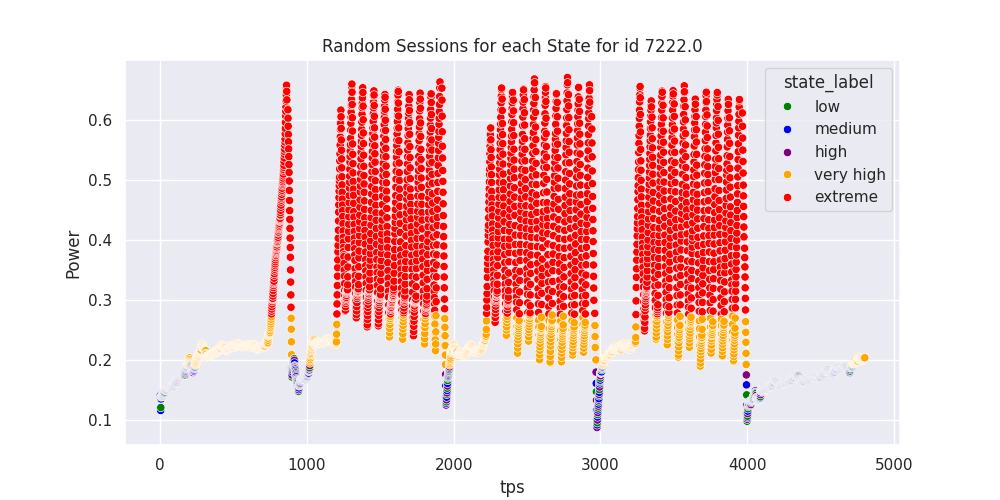 Random Sessions for each State for id 7222.0
state_label
low
medium
high
very high
extreme
Power
0.6
0.5
0.4
0.3
0.2
0.1
0
1000
2000
3000
4000
5000
tps